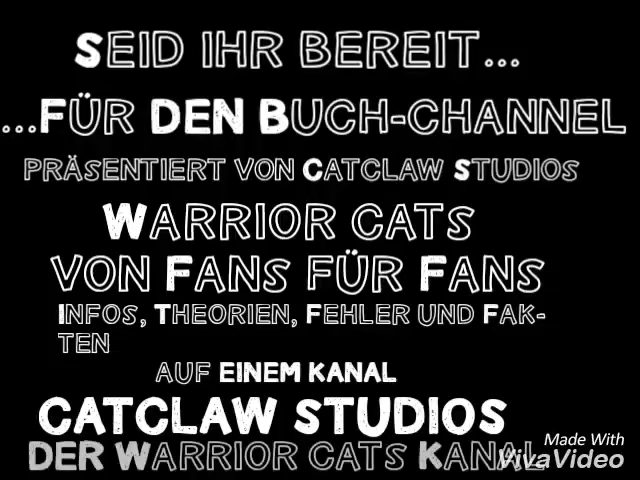 Seid ihr bereit...
...Für DEN Buch-channel
präsentiert von Catclaw Studios
Warrior cats
von Fans für Fans
Infos, Theorien, Fehler und Fak-
ten
auf EINEM KANAL
CATCLAW STUDIOS
DER Warrior cats Kanal
Made With
VivaVideo